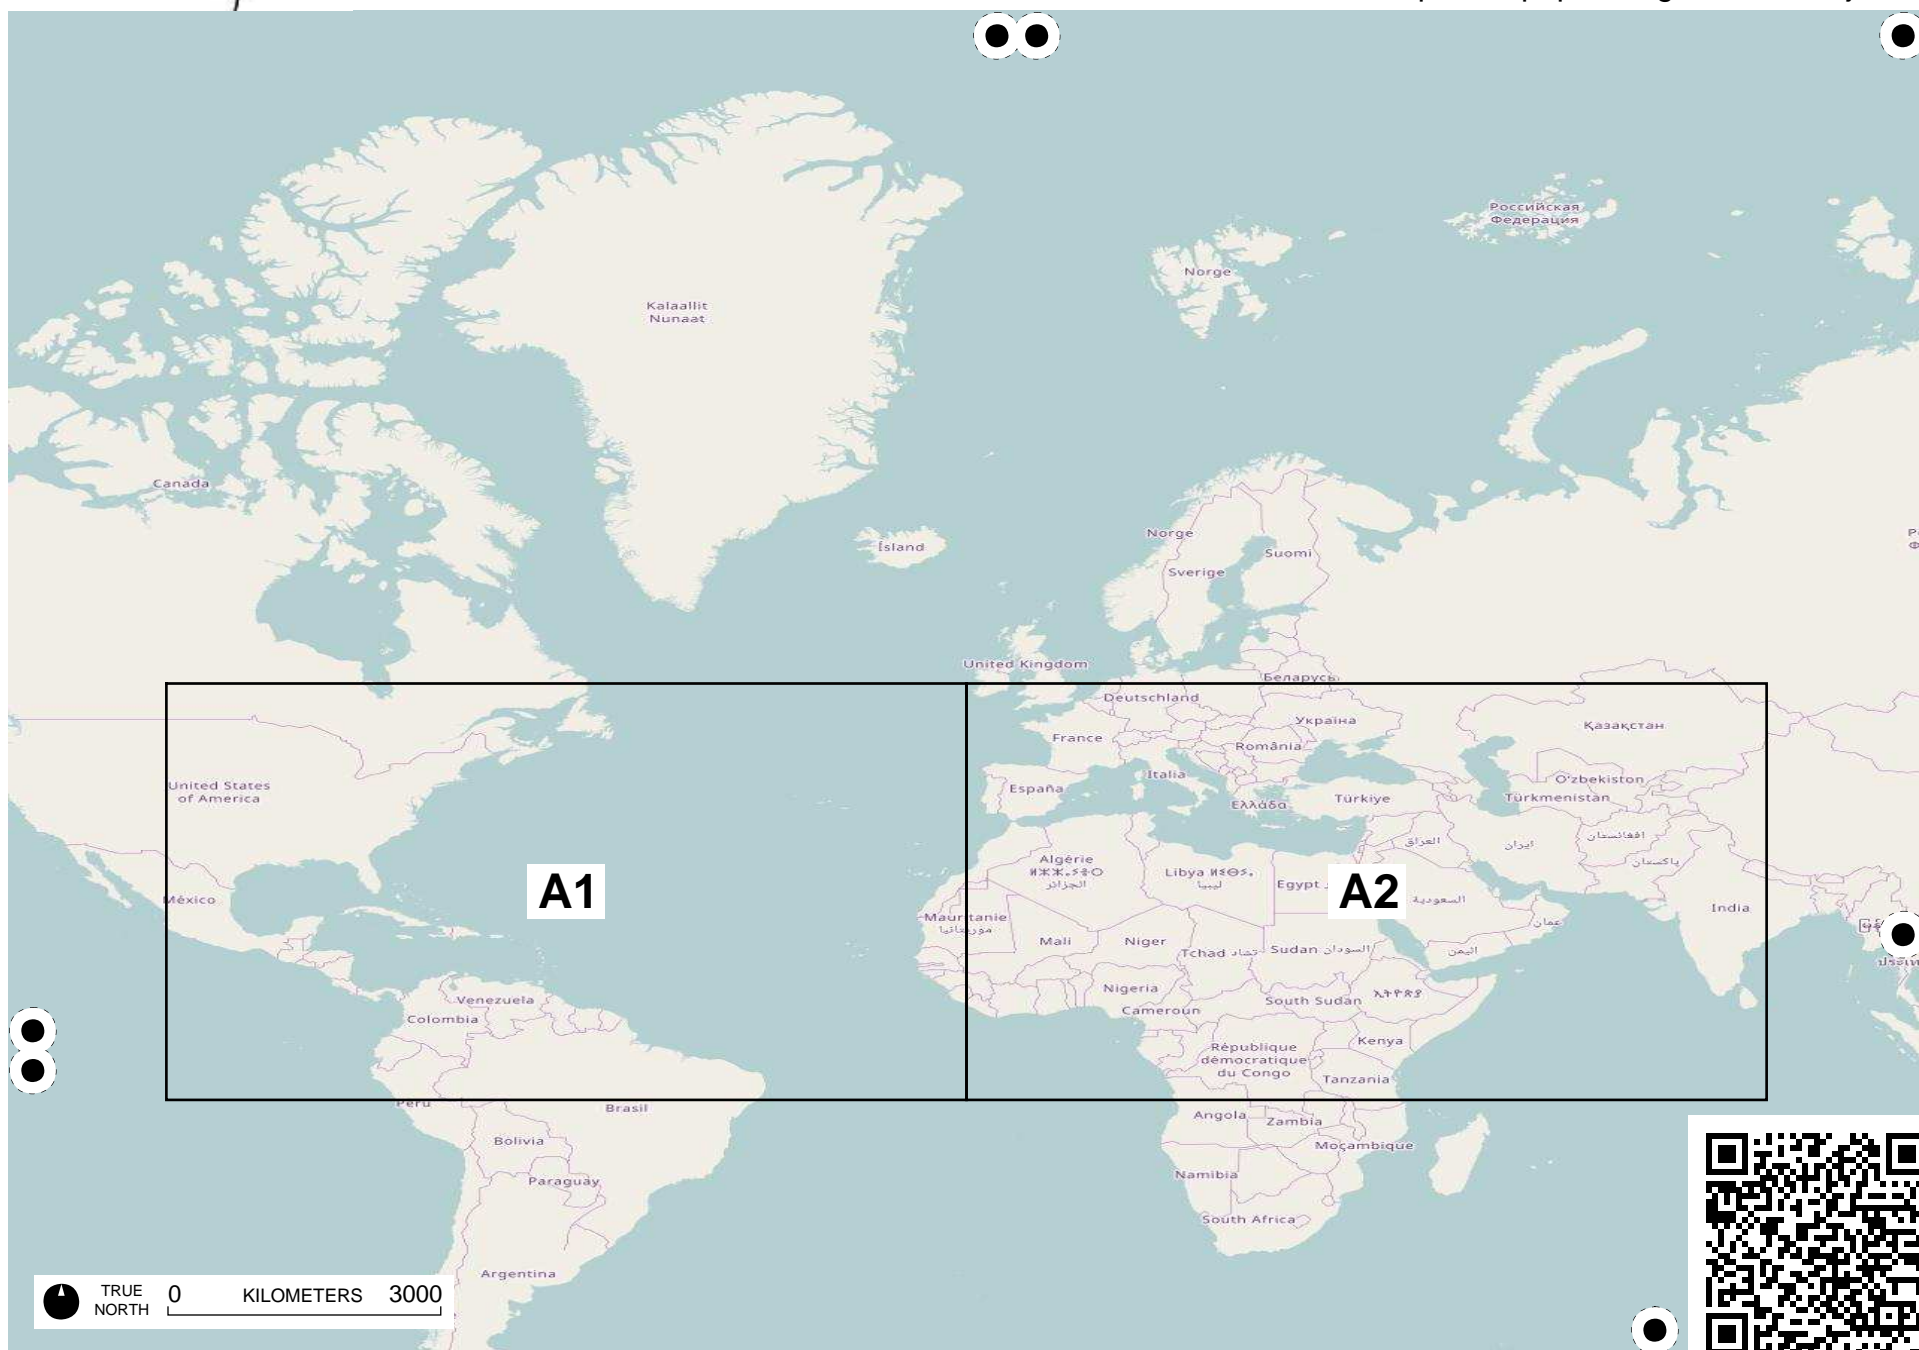 Российская
Федерация
Norge
Kalaallit
Nunaat
Canada
Norge
Ísland
Suomi
Sverige
United Kingdom
Беларусь
Deutschland
Україна
Қазақстан
France
România
United States
of America
Italia
O'zbekiston
España
Türkiye
Türkmenistan
Ελλάδα
العراق
ايران
افغانستان
Algérie
ⵍⵣⵣⴰⵢⴻⵔ
الجزائر
Libya ⵍⵉⴱⵢⴰ
ليبيا
پاکستان
Egypt
A1
A2
México
السعودية
India
Mauritanie
موريتانيا
عمان
Mali
Niger
Tchad تشاد
Sudan السودان
اليمن
Nigeria
Venezuela
South Sudan
ኢትዮጵያ
Cameroun
Colombia
Kenya
République
démocratique
du Congo
Tanzania
Peru
Brasil
Angola
Zambia
Bolivia
Moçambique
Paraguay
Namibia
South Africa
Argentina
TRUE
NORTH
0 KILOMETERS 3000